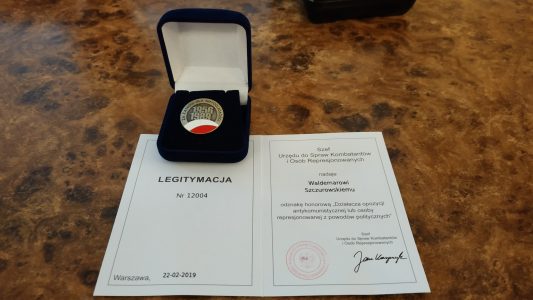 1956
1989
LEGITYMACJA
Nr 12004
Warszawa,
22-02-2019
Szef
Urzędu do Spraw Kombatantów
i Osób Represjonowanych
nadaje
Waldemarowi
Szczurowskiemu
odznakę honorową „Działacza opozycji
antykomunistycznej lub osoby
represjonowanej z powodów politycznych"
Szef
Urzędu do Spraw Kombatantów
i Osób Represjonowanych